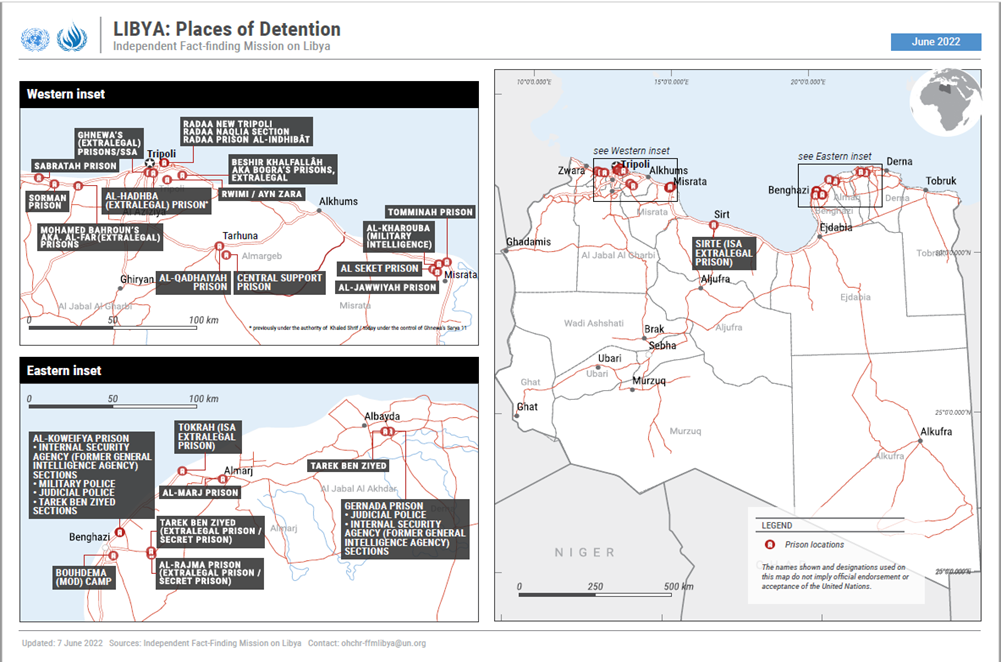 LIBYA: Places of Detention
Independent Fact-finding Mission on Libya
June 2022
Western inset
GHNEWA'S
(EXTRALEGAL)
PRISONS/SSA
RADAA NEW TRIPOLI
RADAA NAQLIA SECTION
RADAA PRISON AL-INDHIBÂT
Tripoli
SABRATAH PRISON
BESHIR KHALFALLÂH
AKA BOGRA'S PRISONS,
EXTRALEGAL
SORMAN
PRISON
AL-HADHBA
(EXTRALEGAL) PRISON*
RWIMI / AYN ZARA
Alkhums
TOMMINAH PRISON
MOHAMED BAHROUN'S
AKA. AL-FAR(EXTRALEGAL)
PRISONS
Tarhuna
Almargeb
AL-KHAROUBA
(MILITARY
INTELLIGENCE)
AL SEKET PRISON
Misrata
Ghiryan
AL-QADHAIYAH
PRISON
CENTRAL SUPPORT
PRISON
AL-JAWWIYAH PRISON
Al Jabal Al Gharbi
Misrata
0 50 100 km
* previously under the authority of Khaled Shrif / today under the control of Ghnewa's Sarya 11
Eastern inset
0 50 100 km
Albayda
TOKRAH (ISA
EXTRALEGAL
PRISON)
AL-KOWEIFYA PRISON
• INTERNAL SECURITY
AGENCY (FORMER GENERAL
INTELLIGENCE AGENCY)
SECTIONS
• MILITARY POLICE
• JUDICIAL POLICE
• TAREK BEN ZIYED
SECTIONS
Almarj
TAREK BEN ZIYED
AL-MARJ PRISON
Al Jabal Al Akhdar
GERNADA PRISON
• JUDICIAL POLICE
• INTERNAL SECURITY
AGENCY (FORMER GENERAL
INTELLIGENCE AGENCY)
SECTIONS
TAREK BEN ZIYED
(EXTRALEGAL PRISON /
SECRET PRISON)
Almarj
Benghazi
AL-RAJMA PRISON
(EXTRALEGAL PRISON /
SECRET PRISON)
BOUHDEMA
(MOD) CAMP
10°0'0.000"E 15°0'0.000"E 20°0'0.000"E
see Western inset
see Eastern inset
Zwara
Tripoli
Alkhums
Misrata
Derna
Benghazi
Tobruk
Misrata
Derna
Benghazi
Sirt
Ejdabia
Ghadamis
Al Jabal Al Gharbi
SIRTE (ISA
EXTRALEGAL
PRISON)
Aljufra
Ejdabia
Wadi Ashshati
Brak
Aljufra
Sebha
Ubari
Ubari
Ghat
Murzuq
Ghat
25°0'0.000"N
Murzuq
Alkufra
Alkufra
LEGEND
Prison locations
The names shown and designations used on
this map do not imply official endorsement or
acceptance of the United Nations.
NIGER
0 250 500 km
Updated: 7 June 2022 Sources: Independent Fact-Finding Mission on Libya Contact: ohchr-ffmlibya@un.org